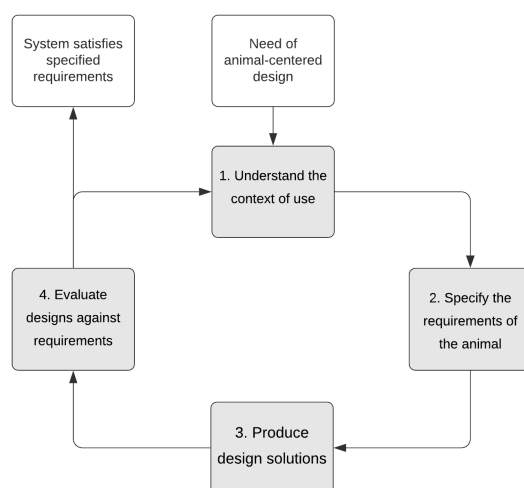 System satisfies
specified
requirements
Need of
animal-centered
design
1. Understand the
context of use
2. Specify the
requirements of
the animal
3. Produce
design solutions
4. Evaluate
designs against
requirements